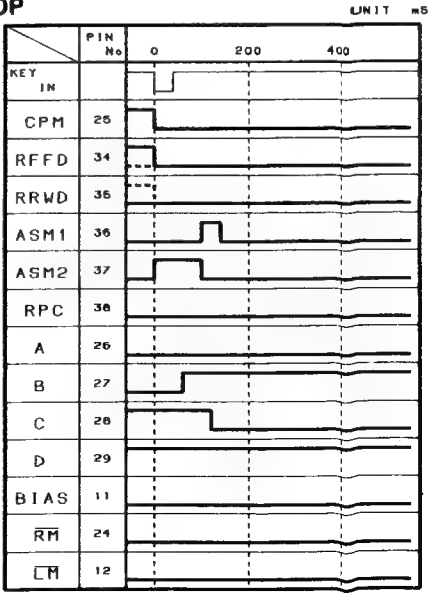 OP
UNIT mS
PIN No 0 200 400
KEY IN
CPM 25
RFFD 34
RRWD 35
ASM1 36
ASM2 37
RPC 38
A 26
B 27
C 28
D 29
BIAS 11
RM 24
LM 12